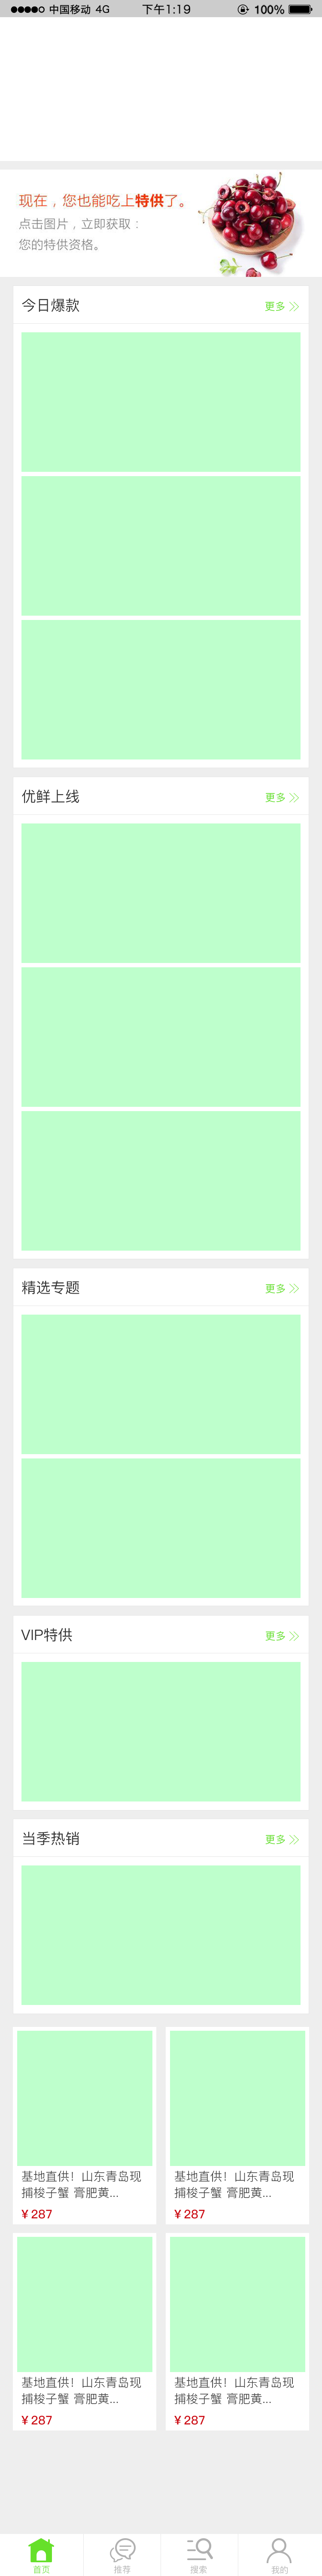 中国移动 4G 下午1:19 100%
现在，您也能吃上特供了。
点击图片，立即获取：
您的特供资格。
今日爆款 更多
优鲜上线 更多
精选专题 更多
VIP特供 更多
当季热销 更多
基地直供！山东青岛现
捕梭子蟹 膏肥黄...
¥ 287
基地直供！山东青岛现
捕梭子蟹 膏肥黄...
¥ 287
基地直供！山东青岛现
捕梭子蟹 膏肥黄...
¥ 287
基地直供！山东青岛现
捕梭子蟹 膏肥黄...
¥ 287
首页 推荐 搜索 我的